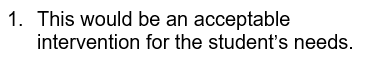 1. This would be an acceptable
intervention for the student's needs.